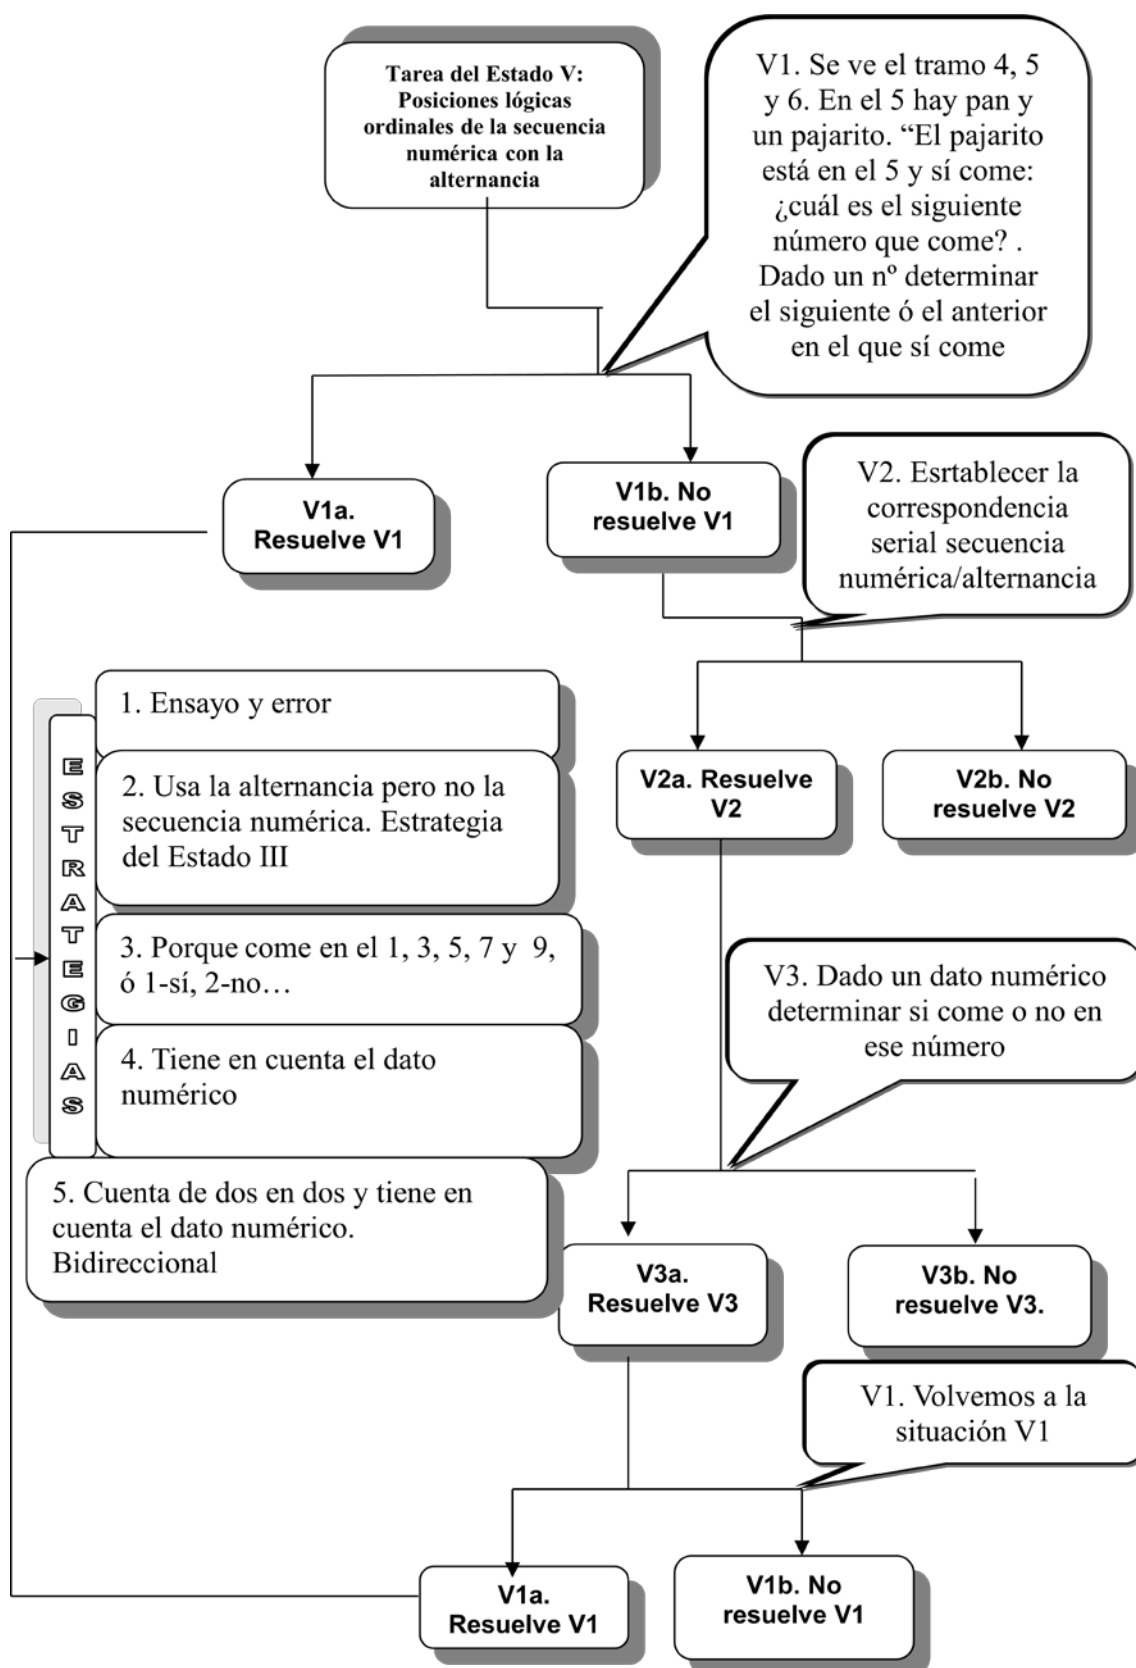 Tarea del Estado V:
Posiciones lógicas
ordinales de la secuencia
numérica con la
alternancia
V1. Se ve el tramo 4, 5
y 6. En el 5 hay pan y
un pajarito. “El pajarito
está en el 5 y sí come:
¿cuál es el siguiente
número que come? .
Dado un nº determinar
el siguiente ó el anterior
en el que sí come
V1a.
Resuelve V1
V1b. No
resuelve V1
V2. Esrtablecer la
correspondencia
serial secuencia
numérica/alternancia
ESTRATEGIAS
1. Ensayo y error
2. Usa la alternancia pero no la
secuencia numérica. Estrategia
del Estado III
3. Porque come en el 1, 3, 5, 7 y 9,
ó 1-sí, 2-no…
4. Tiene en cuenta el dato
numérico
5. Cuenta de dos en dos y tiene en
cuenta el dato numérico.
Bidireccional
V2a. Resuelve
V2
V2b. No
resuelve V2
V3. Dado un dato numérico
determinar si come o no en
ese número
V3a.
Resuelve V3
V3b. No
resuelve V3.
V1. Volvemos a la
situación V1
V1a.
Resuelve V1
V1b. No
resuelve V1